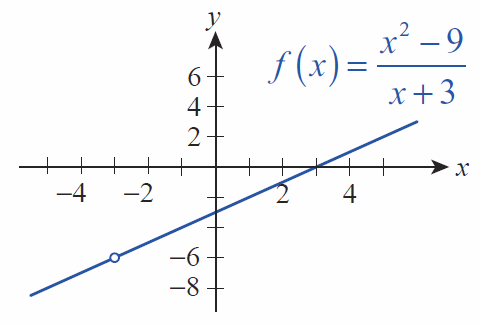 y
f(x) = (x² − 9)/(x + 3)
6
4
2
x
−4 −2 2 4
−6
−8